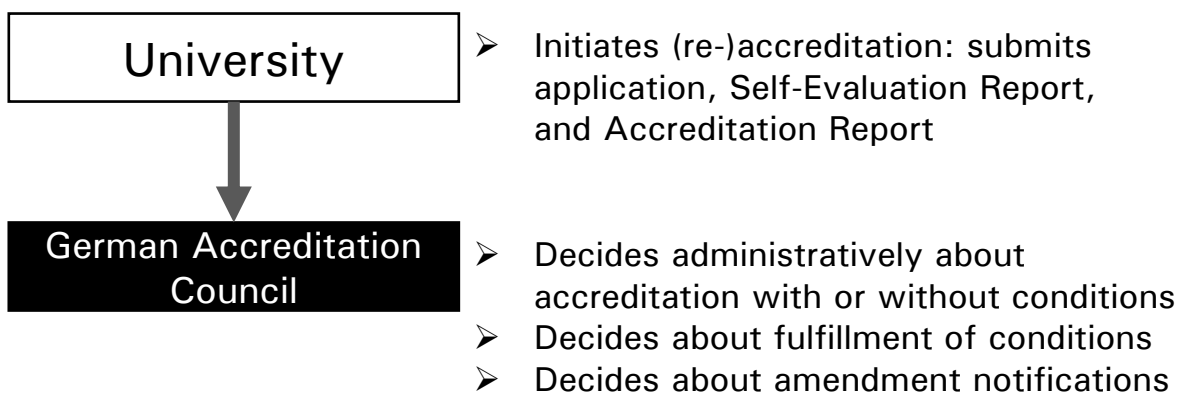 University
➢ Initiates (re-)accreditation: submits
application, Self-Evaluation Report,
and Accreditation Report
German Accreditation
Council
➢ Decides administratively about
accreditation with or without conditions
➢ Decides about fulfillment of conditions
➢ Decides about amendment notifications